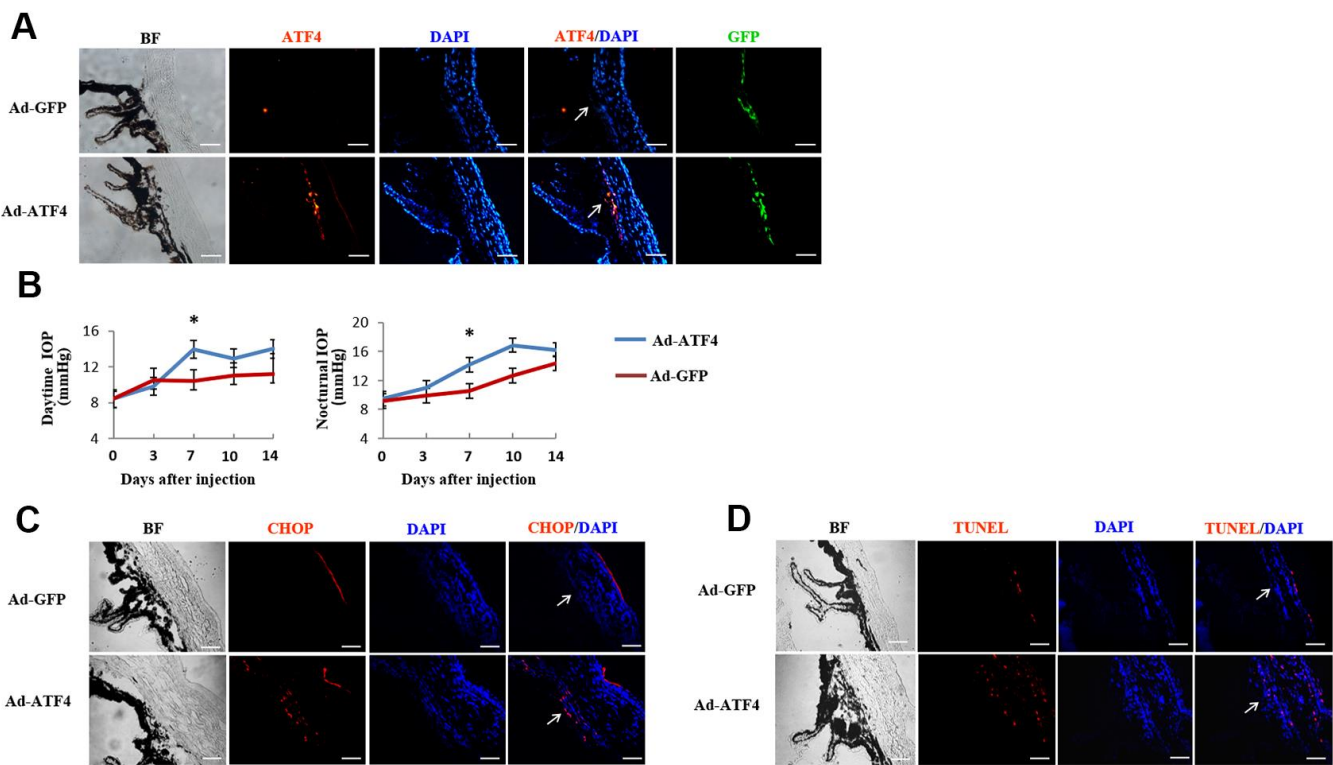 A
BF ATF4 DAPI ATF4/DAPI GFP
Ad-GFP
Ad-ATF4
B
Daytime IOP
(mmHg)
16
12
8
4
0 3 7 10 14
Days after injection
*
Nocturnal IOP
(mmHg)
20
16
12
8
4
0 3 7 10 14
Days after injection
*
Ad-ATF4
Ad-GFP
C
BF CHOP DAPI CHOP/DAPI
Ad-GFP
Ad-ATF4
D
BF TUNEL DAPI TUNEL/DAPI
Ad-GFP
Ad-ATF4